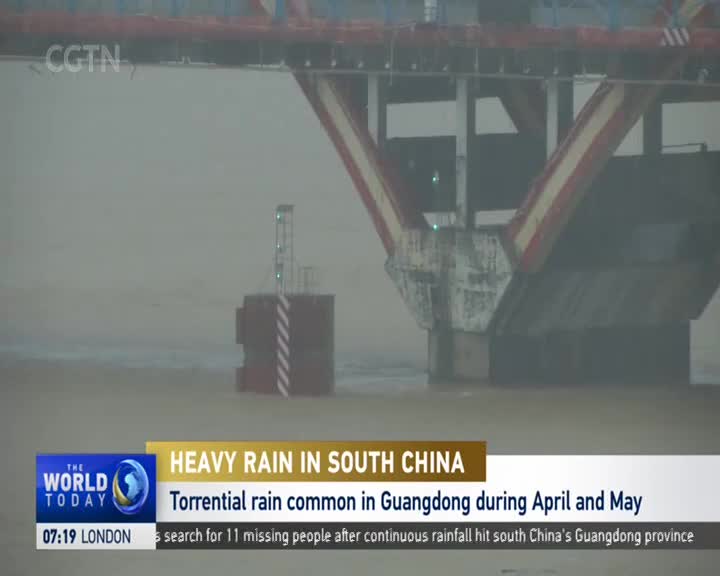 CGTN
HEAVY RAIN IN SOUTH CHINA
THE
WORLD
TODAY
Torrential rain common in Guangdong during April and May
07:19 LONDON
s search for 11 missing people after continuous rainfall hit south China's Guangdong province